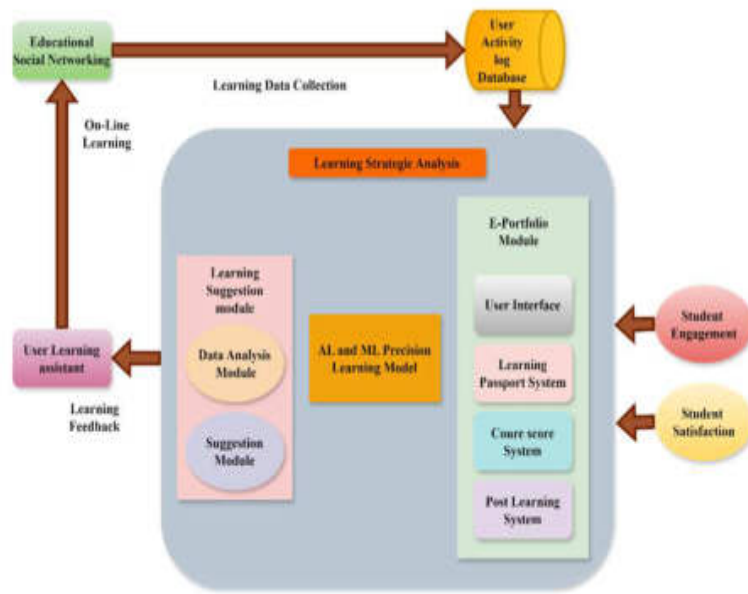 Educational
Social Networking
User
Activity
log
Database
Learning Data Collection
On-Line
Learning
Learning Strategic Analysis
E-Portfolio
Module
Learning
Suggestion
module
User Interface
Student
Engagement
User Learning
assistant
Data Analysis
Module
AL and ML Precision
Learning Model
Learning
Passport System
Learning
Feedback
Suggestion
Module
Coure score
System
Student
Satisfaction
Post Learning
System